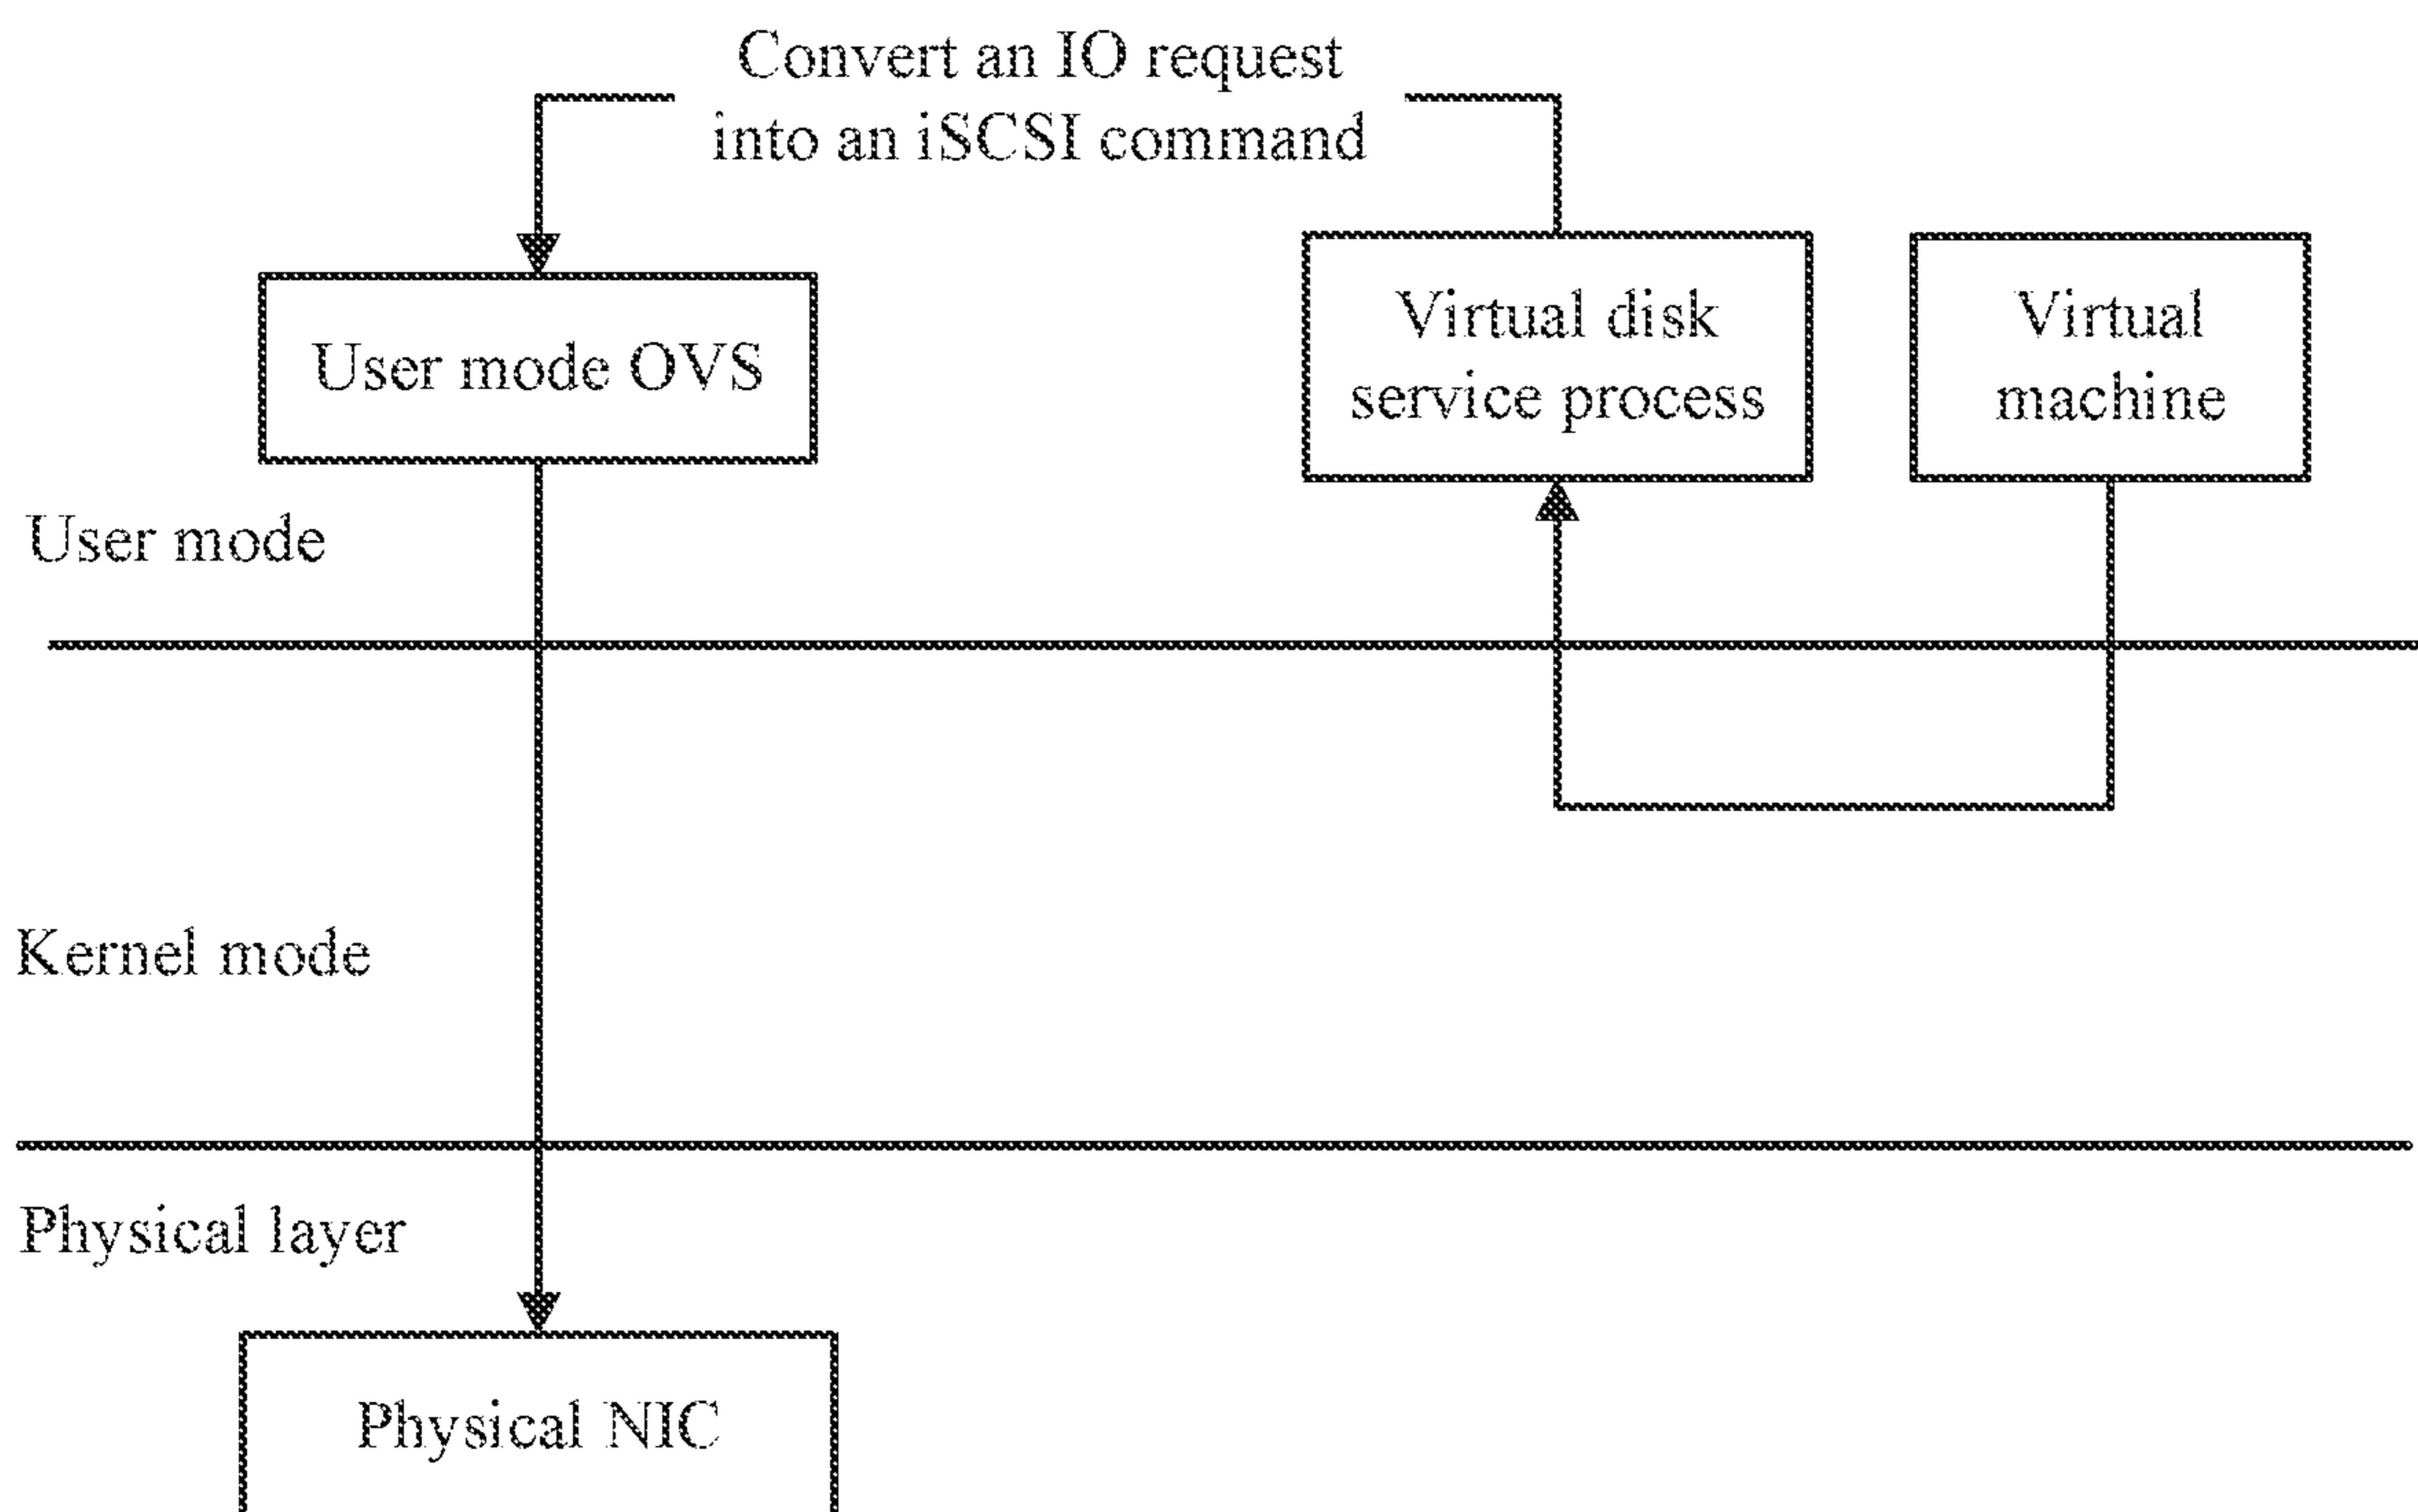 Convert an IO request
into an iSCSI command
User mode OVS
Virtual disk
service process
Virtual
machine
User mode
Kernel mode
Physical layer
Physical NIC